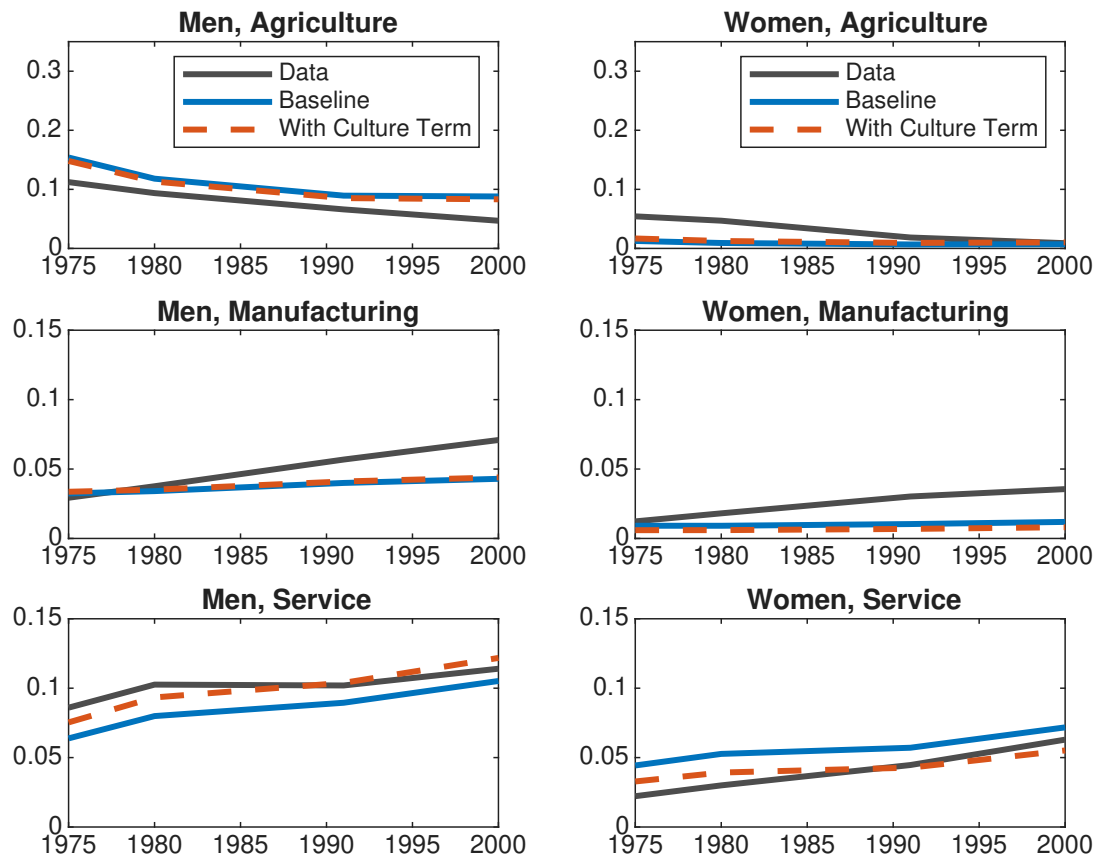 Men, Agriculture
0.3
0.2
0.1
0
Data
Baseline
With Culture Term
1975 1980 1985 1990 1995 2000
Women, Agriculture
0.3
0.2
0.1
0
Data
Baseline
With Culture Term
1975 1980 1985 1990 1995 2000
Men, Manufacturing
0.15
0.1
0.05
0
1975 1980 1985 1990 1995 2000
Women, Manufacturing
0.15
0.1
0.05
0
1975 1980 1985 1990 1995 2000
Men, Service
0.15
0.1
0.05
0
1975 1980 1985 1990 1995 2000
Women, Service
0.15
0.1
0.05
0
1975 1980 1985 1990 1995 2000